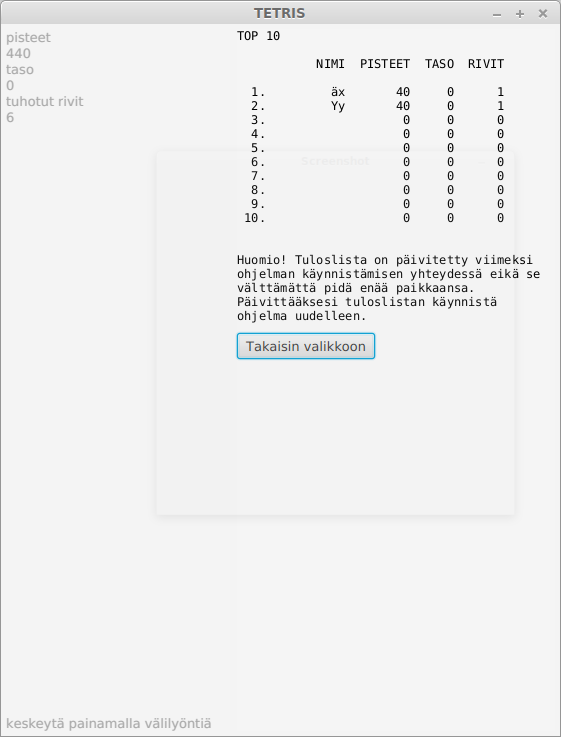 TETRIS
pisteet
440
taso
0
tuhotut rivit
6
TOP 10
NIMI PISTEET TASO RIVIT
1. äx 40 0 1
2. Yy 40 0 1
3. 0 0 0
4. 0 0 0
5. 0 0 0
6. 0 0 0
7. 0 0 0
8. 0 0 0
9. 0 0 0
10. 0 0 0
Screenshot
Huomio! Tuloslista on päivitetty viimeksi
ohjelman käynnistämisen yhteydessä eikä se
välttämättä pidä enää paikkaansa.
Päivittääksesi tuloslistan käynnistä
ohjelma uudelleen.
Takaisin valikkoon
keskeytä painamalla välilyöntiä